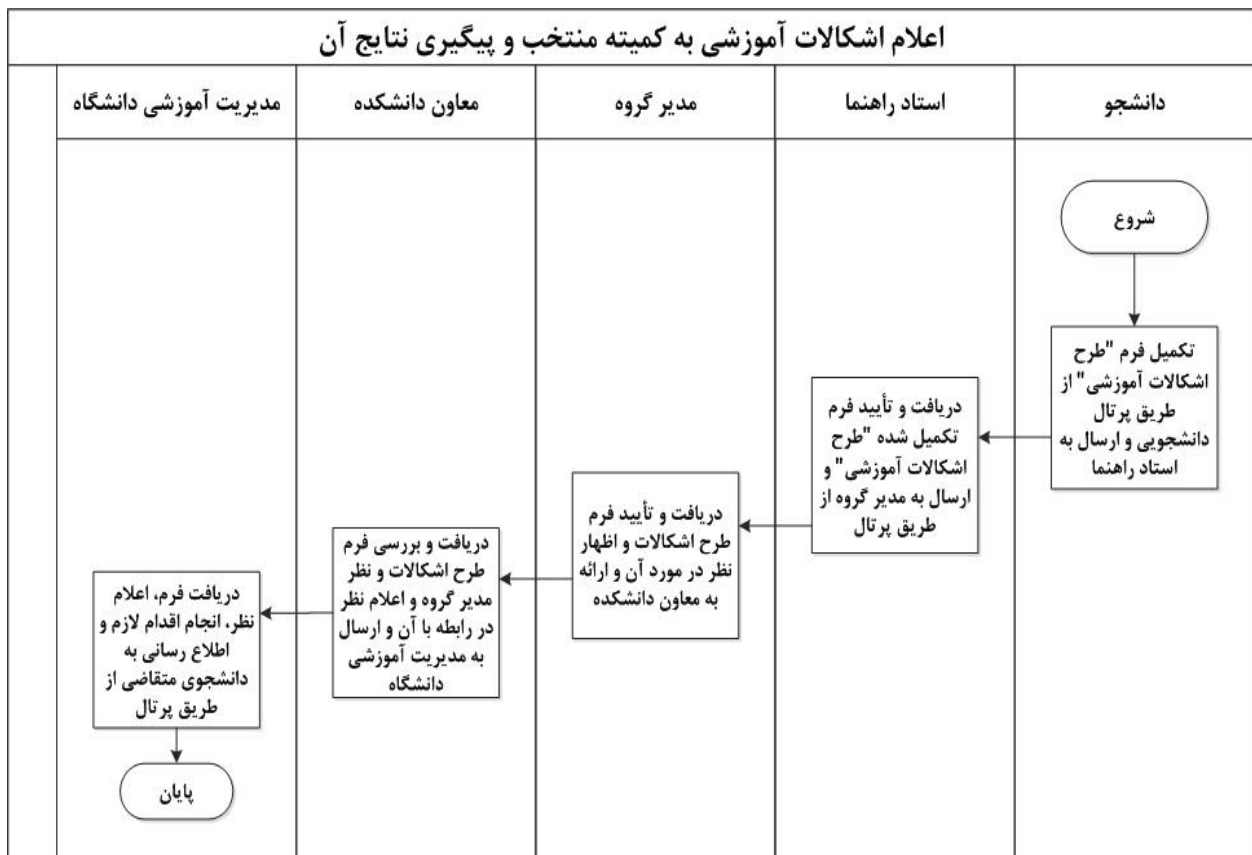 اعلام اشکالات آموزشی به کمیته منتخب و پیگیری نتایج آن
دانشجو
استاد راهنما
مدیر گروه
معاون دانشکده
مدیریت آموزشی دانشگاه
شروع
تکمیل فرم "طرح
اشکالات آموزشی" از
طریق پرتال
دانشجویی و ارسال به
استاد راهنما
دریافت و تأیید فرم
تکمیل شده "طرح
اشکالات آموزشی" و
ارسال به مدیر گروه از
طریق پرتال
دریافت و تأیید فرم
طرح اشکالات و اظهار
نظر در مورد آن و ارائه
به معاون دانشکده
دریافت و بررسی فرم
طرح اشکالات و نظر
مدیر گروه و اعلام نظر
در رابطه با آن و ارسال
به مدیریت آموزشی
دانشگاه
دریافت فرم، اعلام
نظر، انجام اقدام لازم و
اطلاع رسانی به
دانشجوی متقاضی از
طریق پرتال
پایان